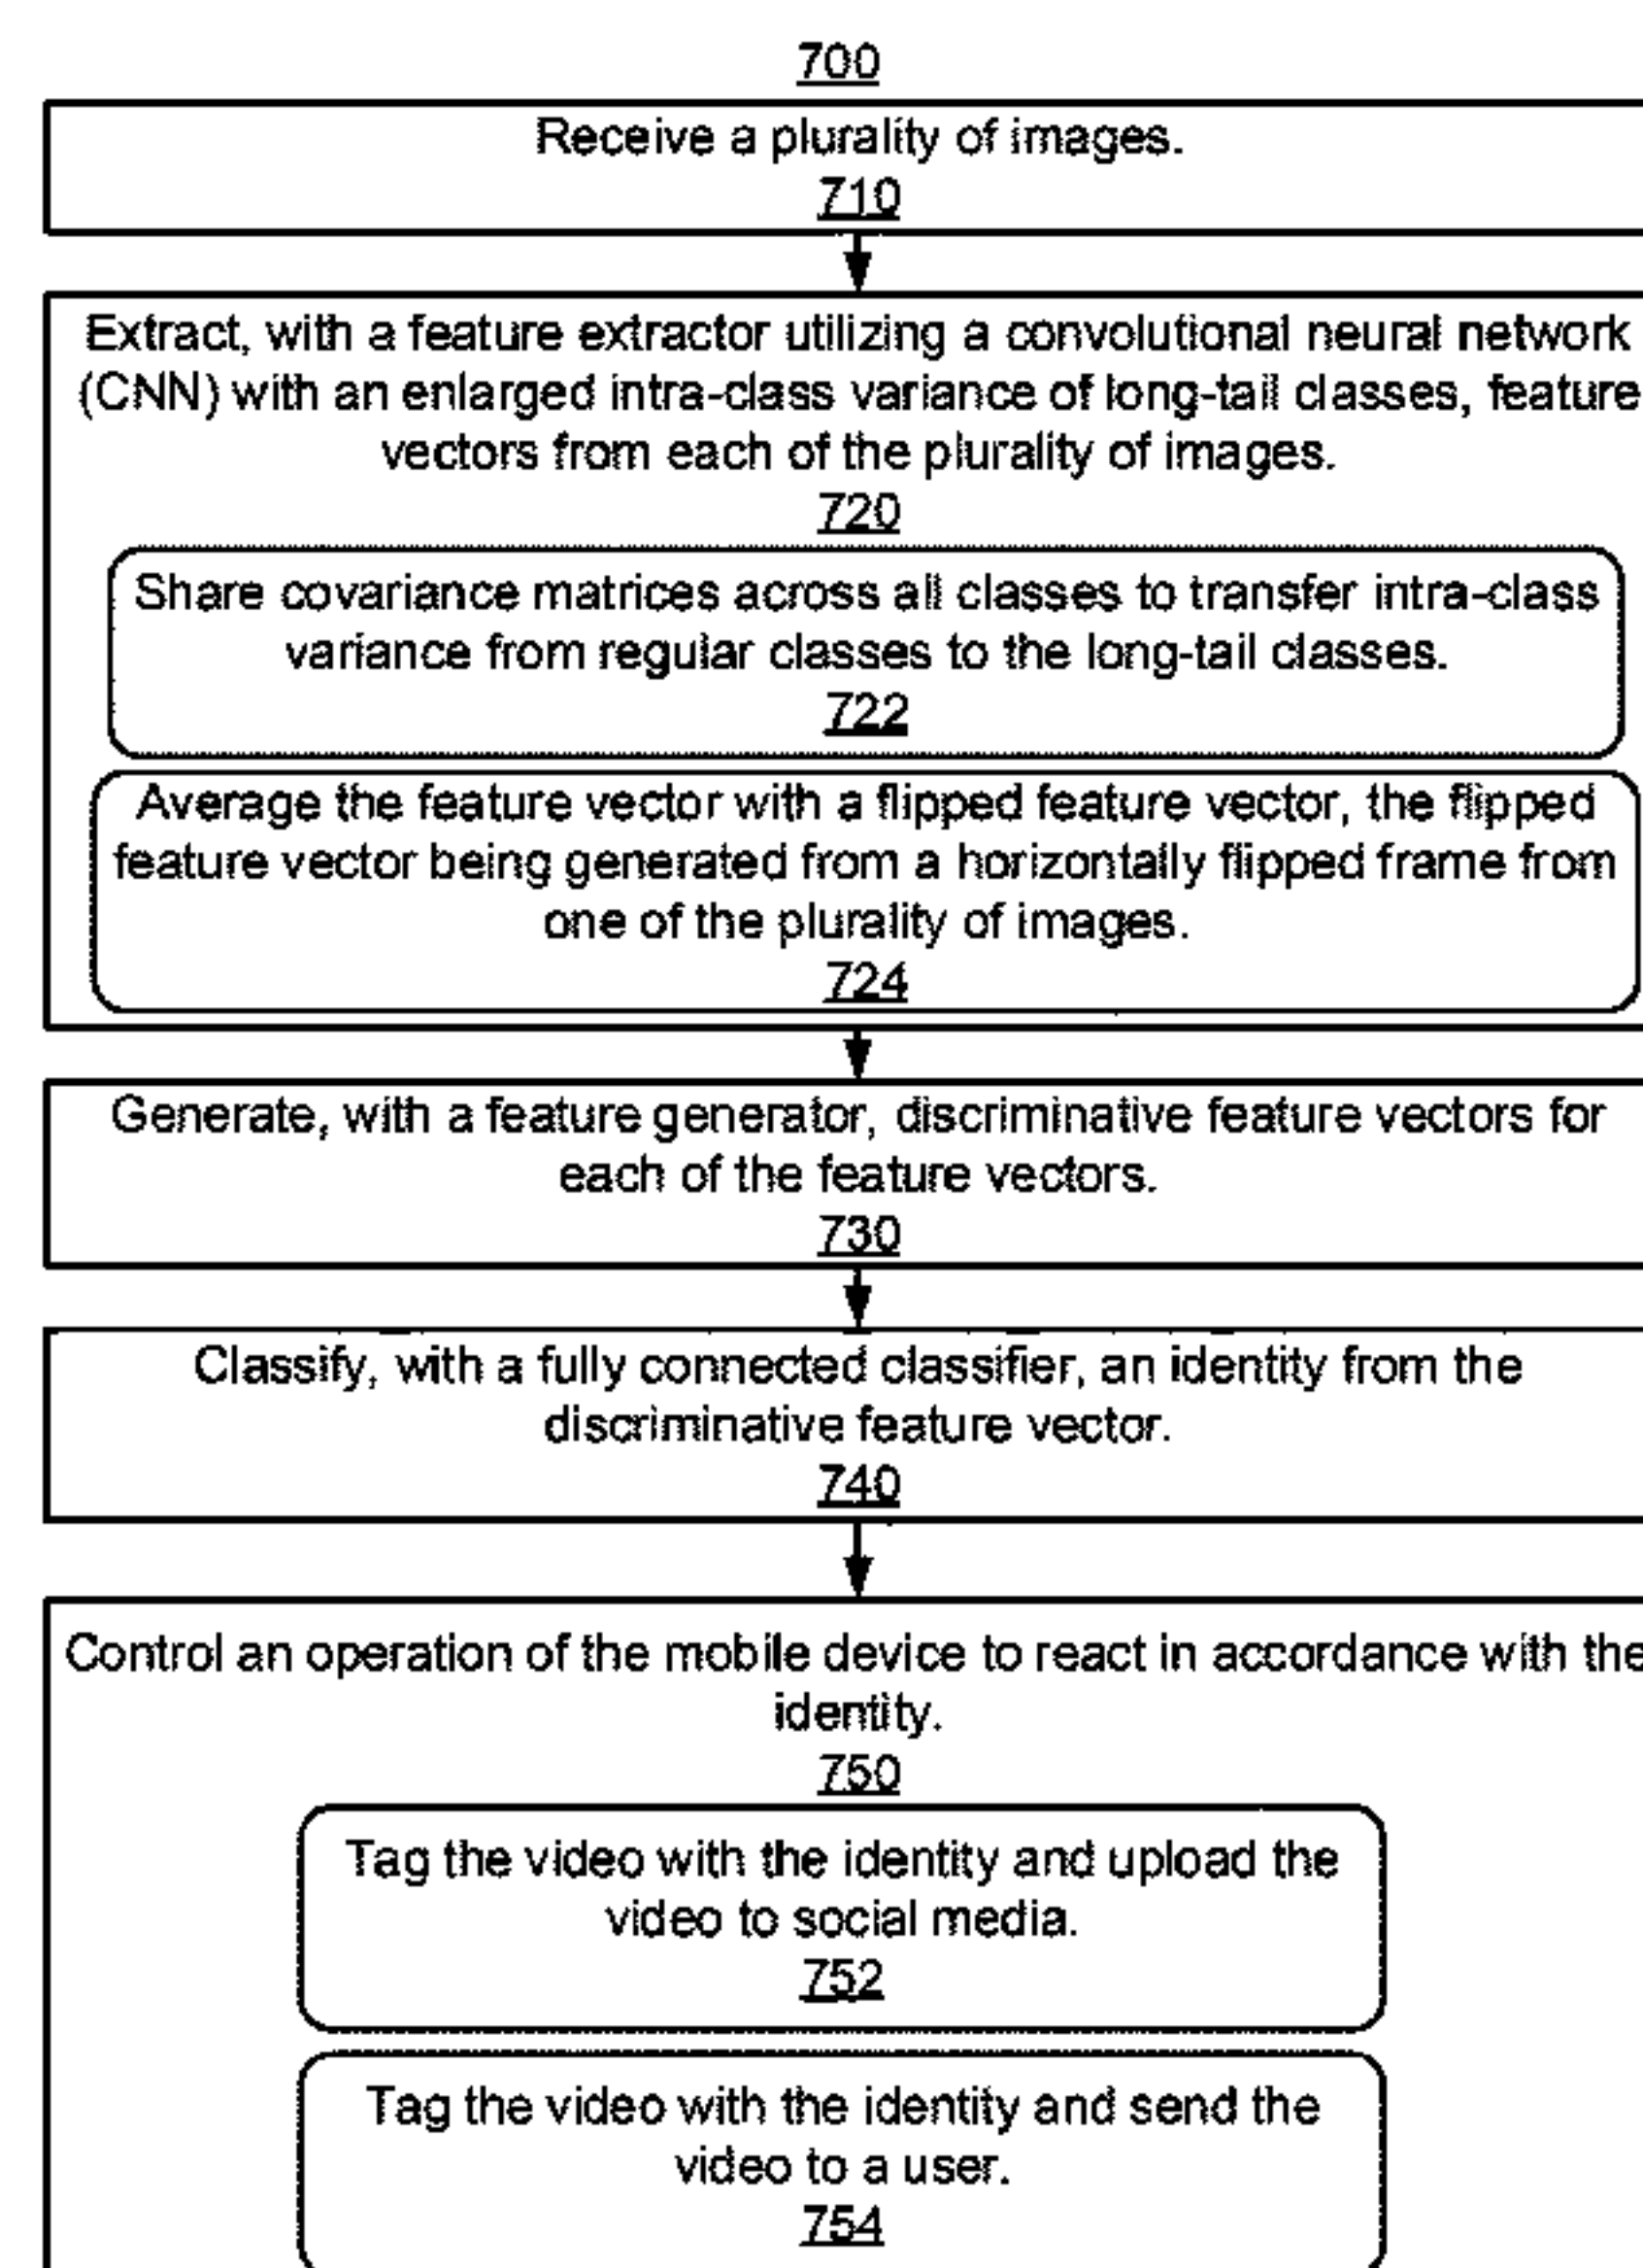 700
Receive a plurality of images.
710
Extract, with a feature extractor utilizing a convolutional neural network
(CNN) with an enlarged intra-class variance of long-tail classes, feature
vectors from each of the plurality of images.
720
Share covariance matrices across all classes to transfer intra-class
variance from regular classes to the long-tail classes.
722
Average the feature vector with a flipped feature vector, the flipped
feature vector being generated from a horizontally flipped frame from
one of the plurality of images.
724
Generate, with a feature generator, discriminative feature vectors for
each of the feature vectors.
730
Classify, with a fully connected classifier, an identity from the
discriminative feature vector.
740
Control an operation of the mobile device to react in accordance with the
identity.
750
Tag the video with the identity and upload the
video to social media.
752
Tag the video with the identity and send the
video to a user.
754